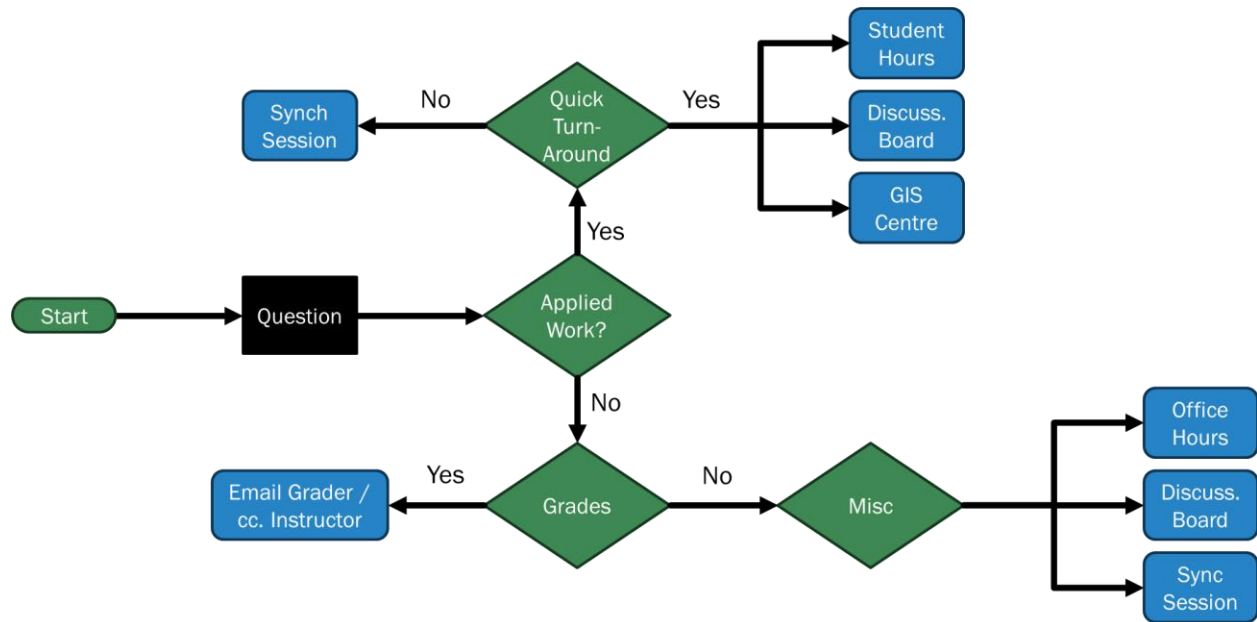 Student
Hours
No
Quick
Turn-
Around
Yes
Synch
Session
Discuss.
Board
GIS
Centre
Yes
Start
Question
Applied
Work?
No
Office
Hours
Yes
Email Grader /
cc. Instructor
Grades
No
Misc
Discuss.
Board
Sync
Session